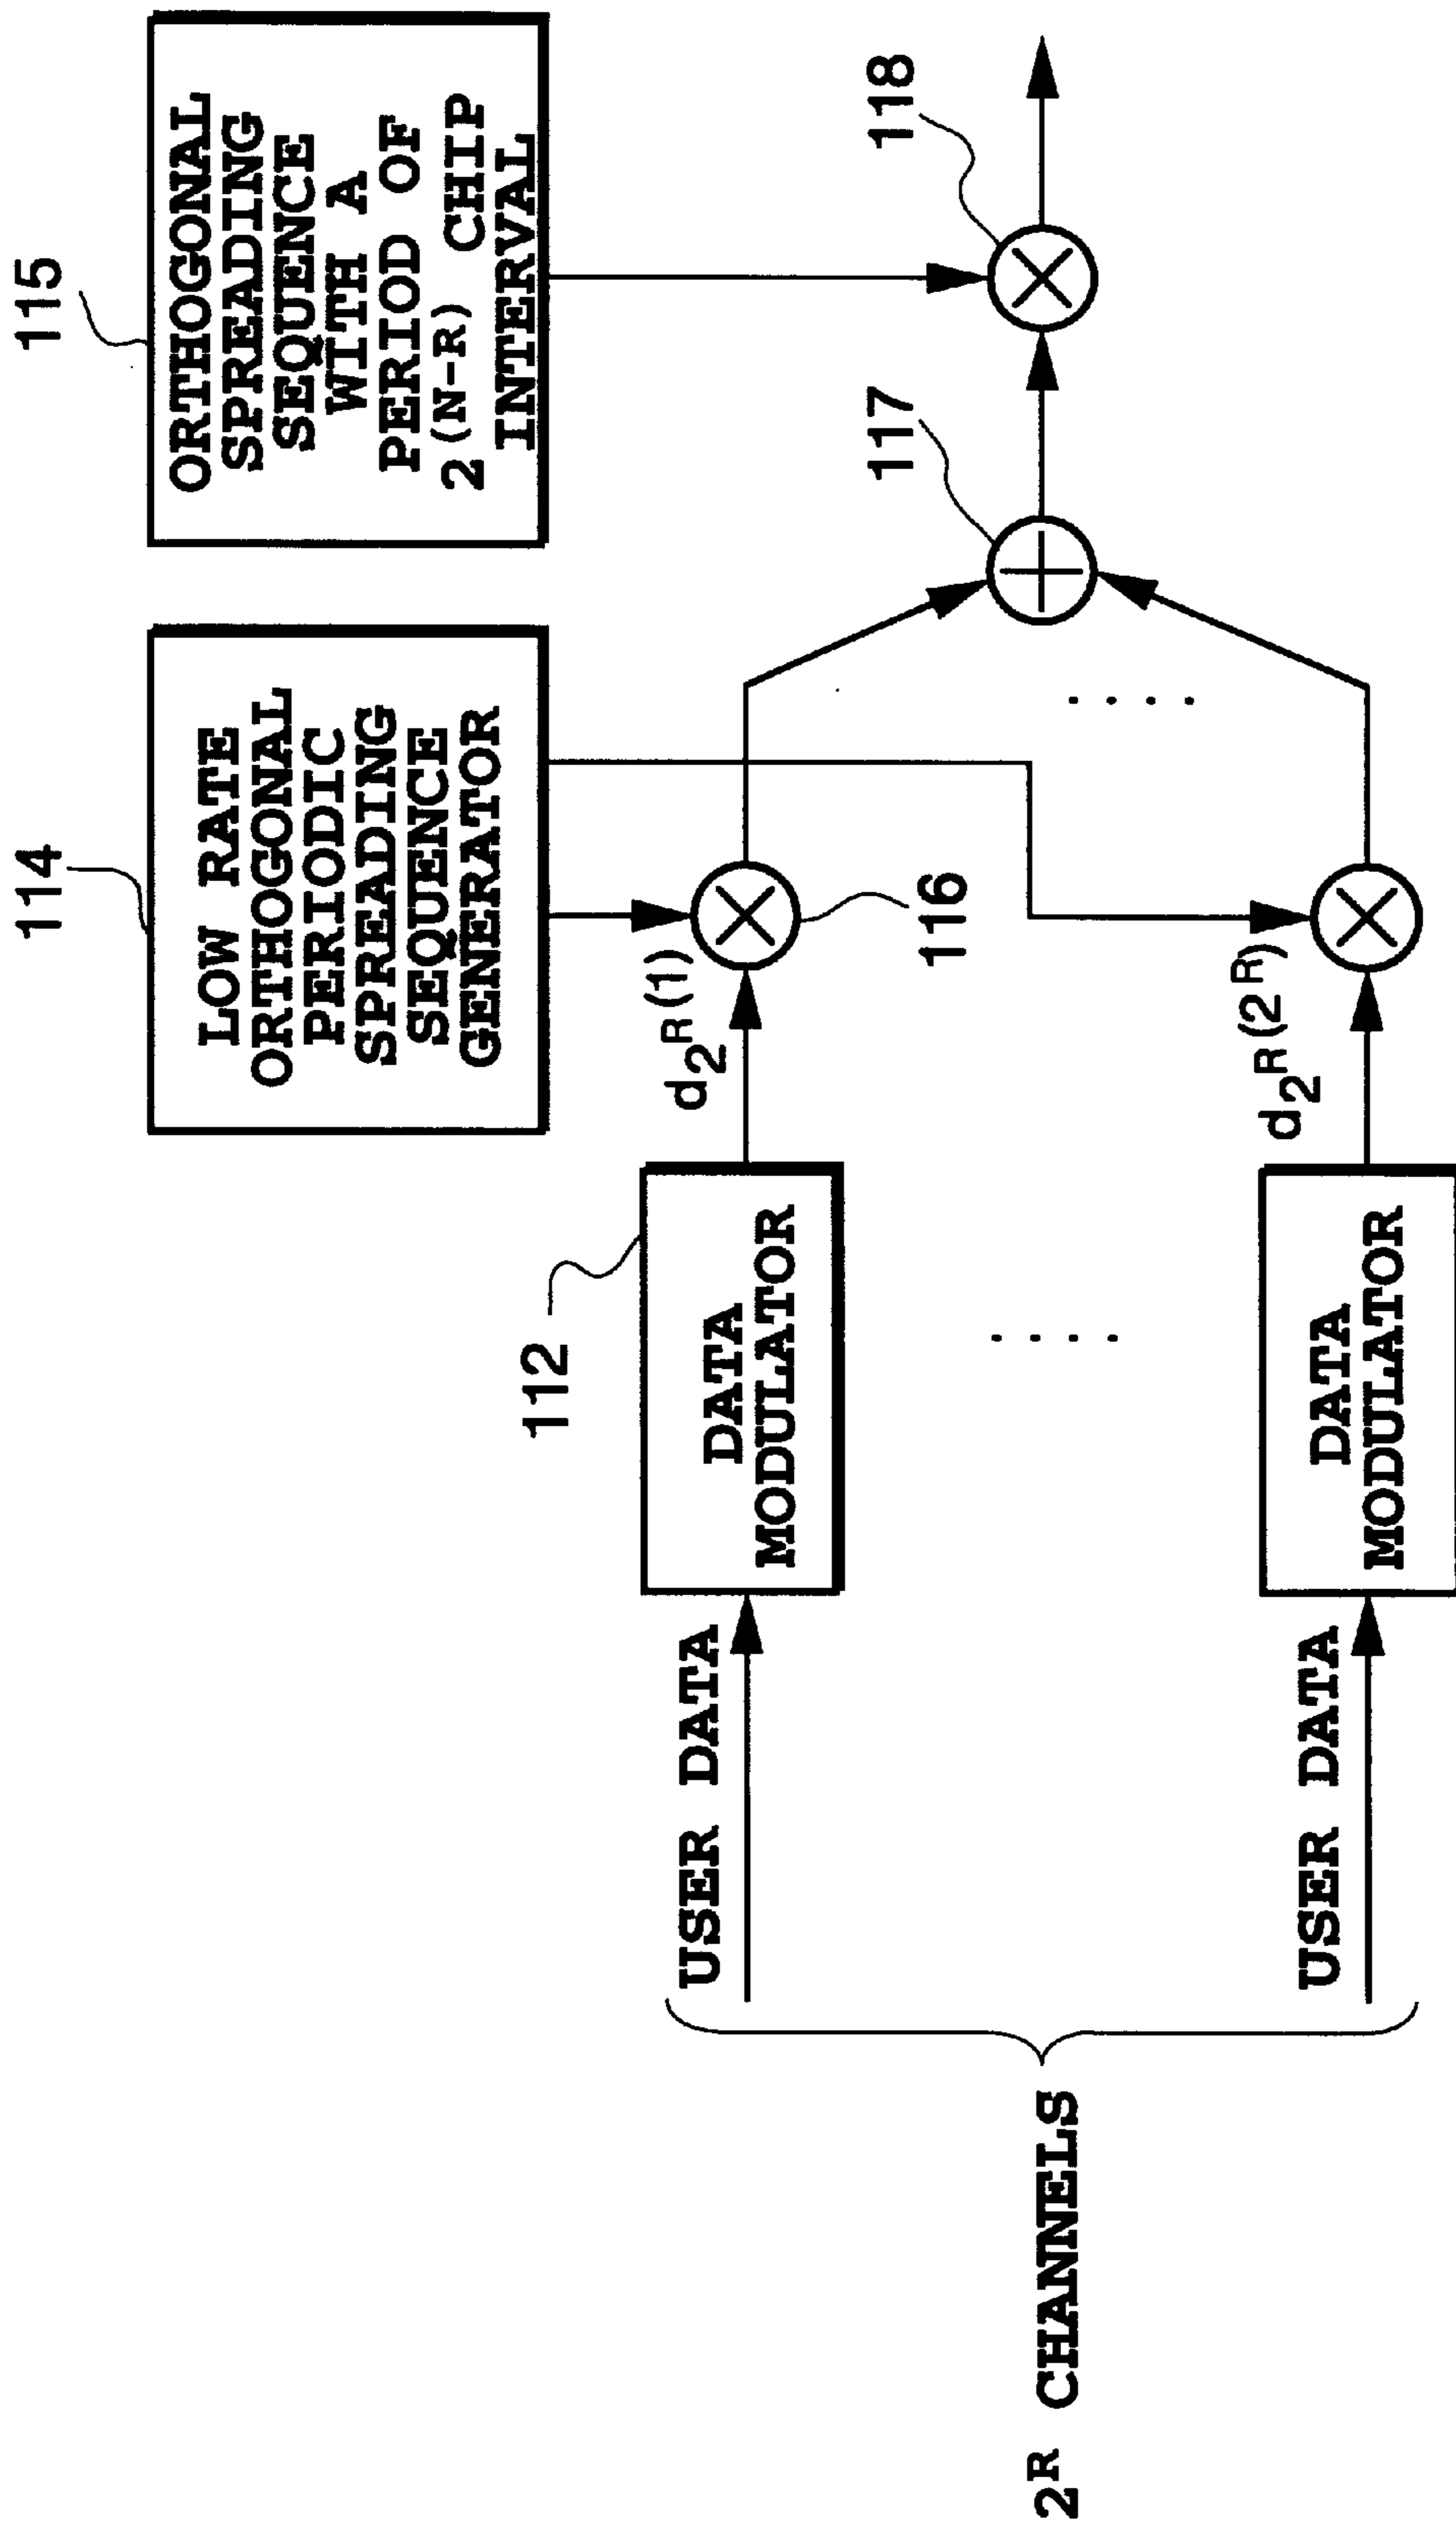 115
ORTHOGONAL
SPREADING
SEQUENCE
WITH A
PERIOD OF
2(N-R) CHIP
INTERVAL
114
LOW RATE
ORTHOGONAL
PERIODIC
SPREADING
SEQUENCE
GENERATOR
118
117
116
112
2R CHANNELS
USER DATA
DATA
MODULATOR
d2R(1)
. . . .
. . . .
USER DATA
DATA
MODULATOR
d2R(2R)